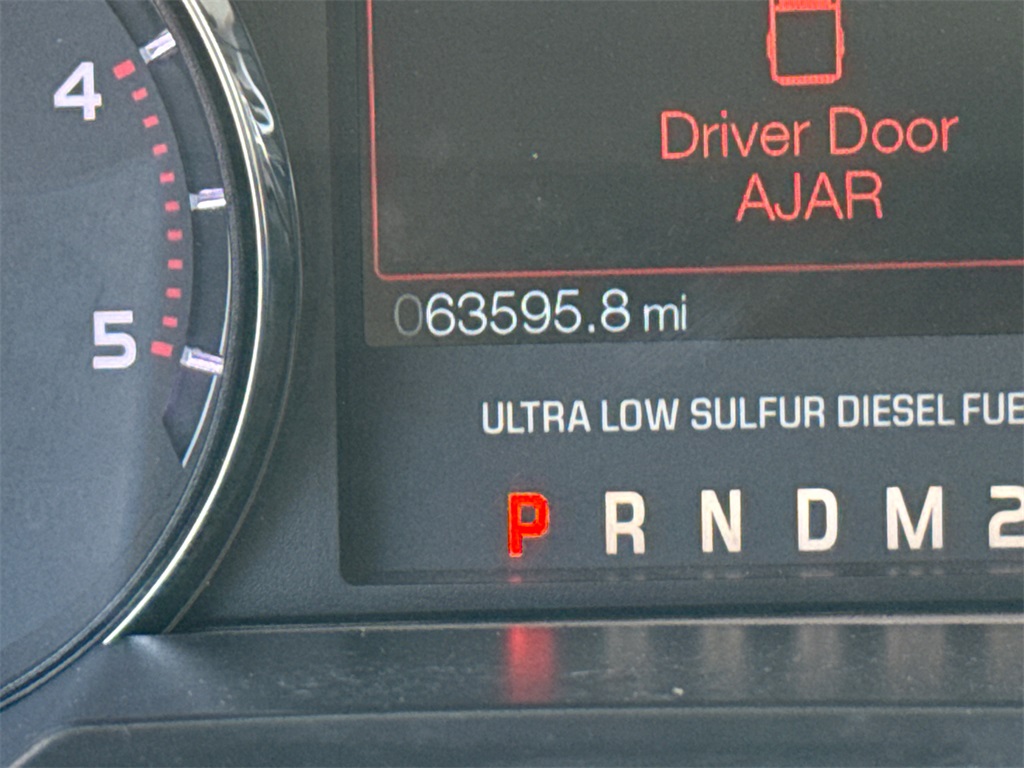 4
5
Driver Door
AJAR
063595.8 mi
ULTRA LOW SULFUR DIESEL FUE
P R N D M 2